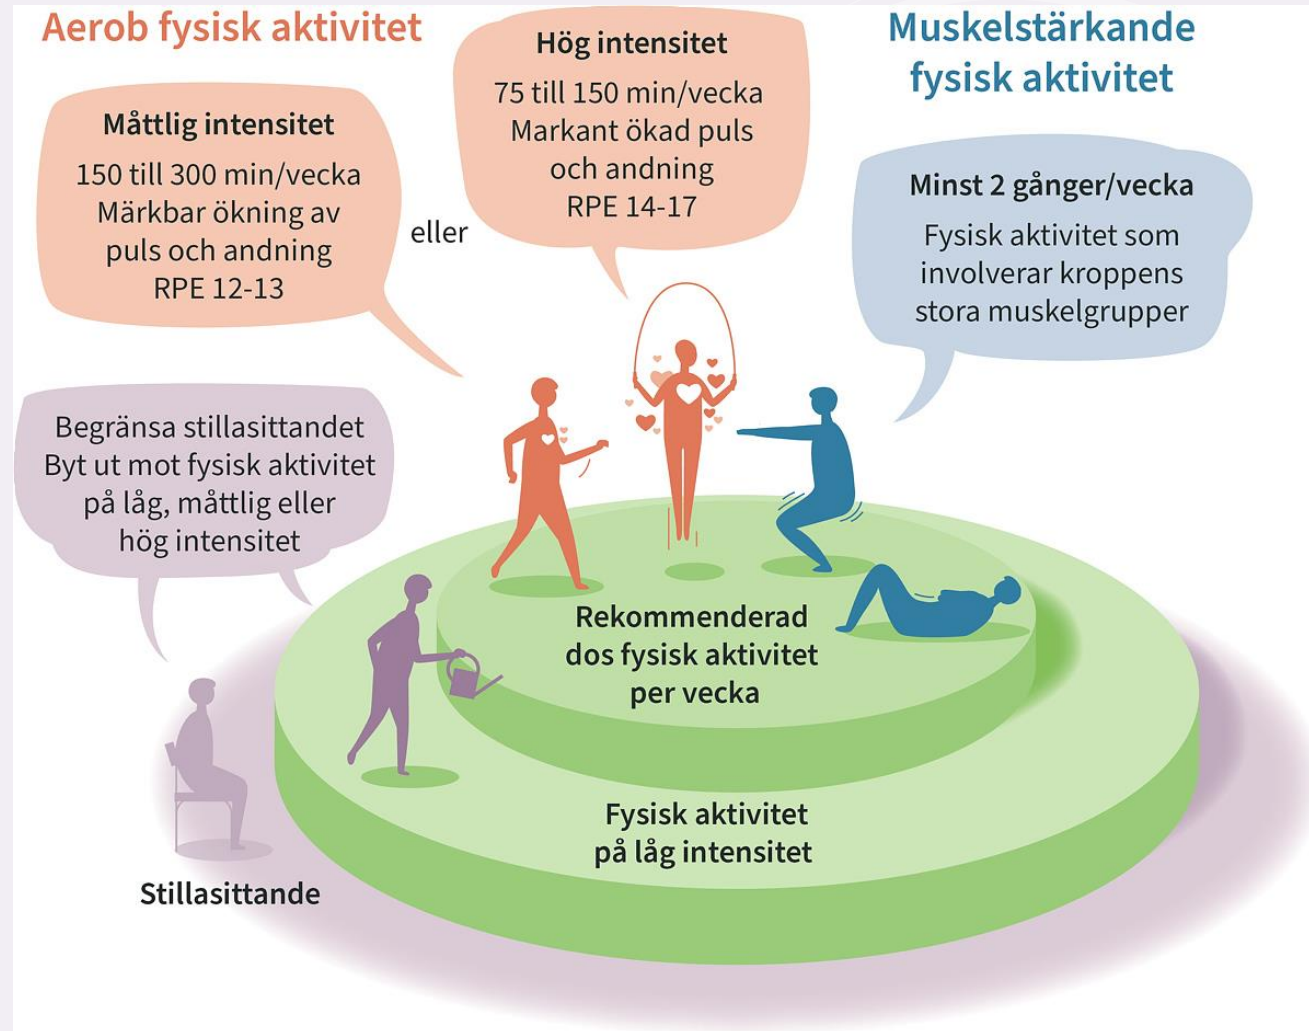 Aerob fysisk aktivitet
Måttlig intensitet
150 till 300 min/vecka
Märkbar ökning av
puls och andning
RPE 12-13
eller
Hög intensitet
75 till 150 min/vecka
Markant ökad puls
och andning
RPE 14-17
Muskelstärkande
fysisk aktivitet
Minst 2 gånger/vecka
Fysisk aktivitet som
involverar kroppens
stora muskelgrupper
Begränsa stillasittandet
Byt ut mot fysisk aktivitet
på låg, måttlig eller
hög intensitet
Rekommenderad
dos fysisk aktivitet
per vecka
Fysisk aktivitet
på låg intensitet
Stillasittande